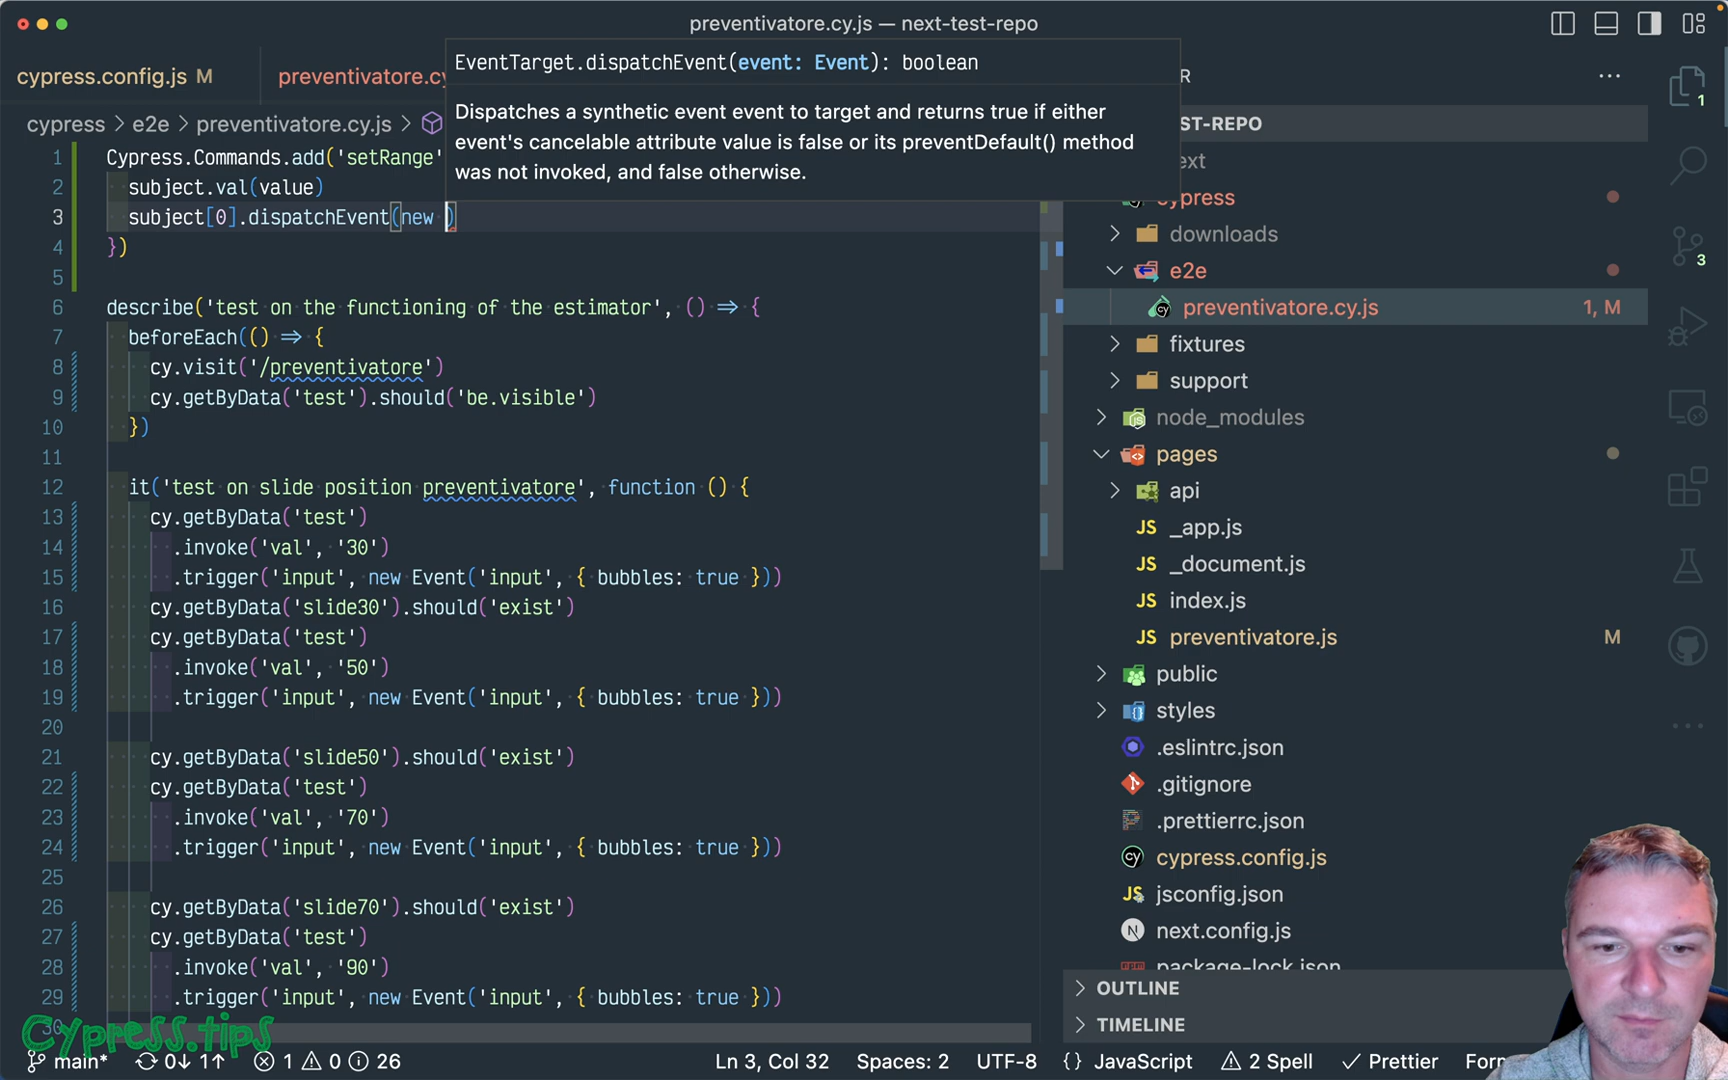 preventivatore.cy.js — next-test-repo
cypress.config.js M
preventivatore.cy
EventTarget.dispatchEvent(event: Event): boolean
Dispatches a synthetic event event to target and returns true if either
event's cancelable attribute value is false or its preventDefault() method
was not invoked, and false otherwise.
cypress > e2e > preventivatore.cy.js >
1 Cypress.Commands.add('setRange'
2 subject.val(value)
3 subject[0].dispatchEvent(new )
4 })
5
6 describe('test on the functioning of the estimator', () => {
7 beforeEach(() => {
8 cy.visit('/preventivatore')
9 cy.getByData('test').should('be.visible')
10 })
11
12 it('test on slide position preventivatore', function () {
13 cy.getByData('test')
14 .invoke('val', '30')
15 .trigger('input', new Event('input', { bubbles: true }))
16 cy.getByData('slide30').should('exist')
17 cy.getByData('test')
18 .invoke('val', '50')
19 .trigger('input', new Event('input', { bubbles: true }))
20
21 cy.getByData('slide50').should('exist')
22 cy.getByData('test')
23 .invoke('val', '70')
24 .trigger('input', new Event('input', { bubbles: true }))
25
26 cy.getByData('slide70').should('exist')
27 cy.getByData('test')
28 .invoke('val', '90')
29 .trigger('input', new Event('input', { bubbles: true }))
30
Cypress.tips
R
ST-REPO
ext
cypress
downloads
e2e
preventivatore.cy.js 1, M
fixtures
support
node_modules
pages
api
JS _app.js
JS _document.js
JS index.js
JS preventivatore.js M
public
styles
.eslintrc.json
.gitignore
.prettierrc.json
cy cypress.config.js
JS jsconfig.json
N next.config.js
package-lock.json
OUTLINE
TIMELINE
1
3
main* 0↓ 1↑ 1 0 26
Ln 3, Col 32 Spaces: 2 UTF-8 {} JavaScript 2 Spell Prettier Form